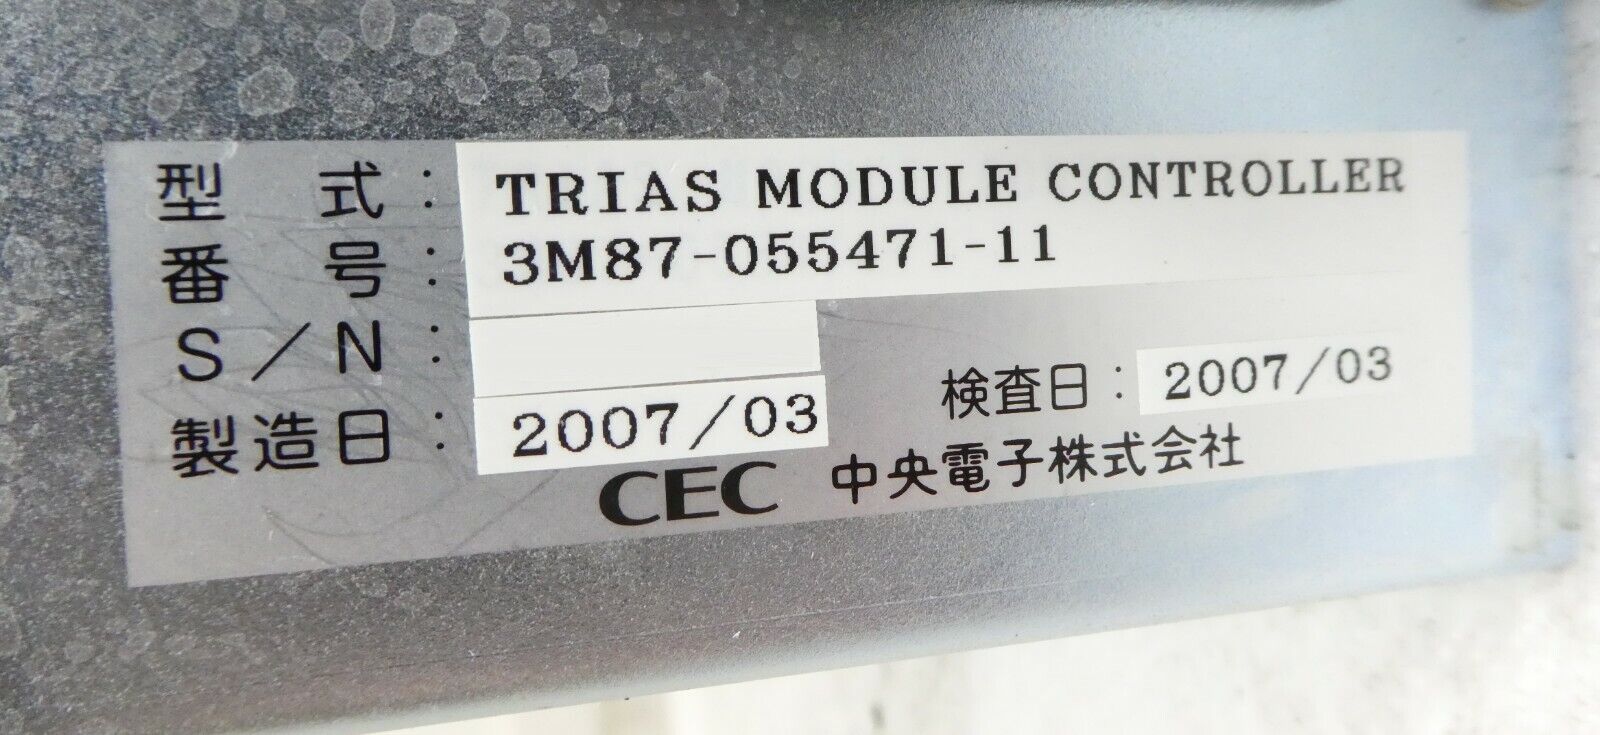 型式: TRIAS MODULE CONTROLLER
番号: 3M87-055471-11
S/N:
製造日: 2007/03 検査日: 2007/03
CEC 中央電子株式会社